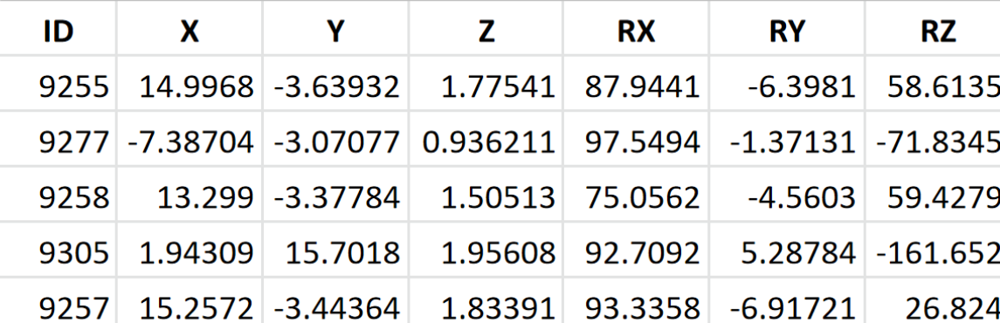 ID X Y Z RX RY RZ
9255 14.9968 -3.63932 1.77541 87.9441 -6.3981 58.6135
9277 -7.38704 -3.07077 0.936211 97.5494 -1.37131 -71.8345
9258 13.299 -3.37784 1.50513 75.0562 -4.5603 59.4279
9305 1.94309 15.7018 1.95608 92.7092 5.28784 -161.652
9257 15.2572 -3.44364 1.83391 93.3358 -6.91721 26.824